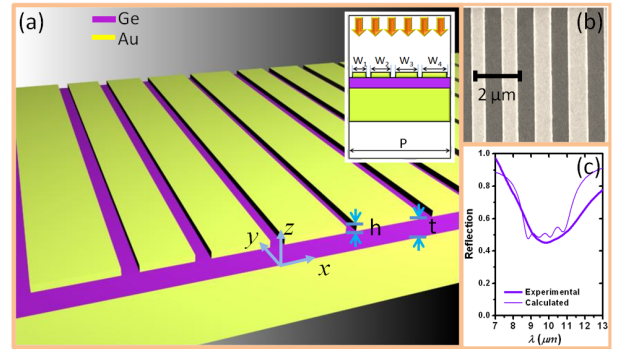 (a)
Ge
Au
W1 W2 W3 W4
P
z
y
x
h
t
(b)
2 μm
(c)
Reflection
1.0
0.8
0.6
0.4
0.2
0.0
Experimental
Calculated
7 8 9 10 11 12 13
λ (μm)